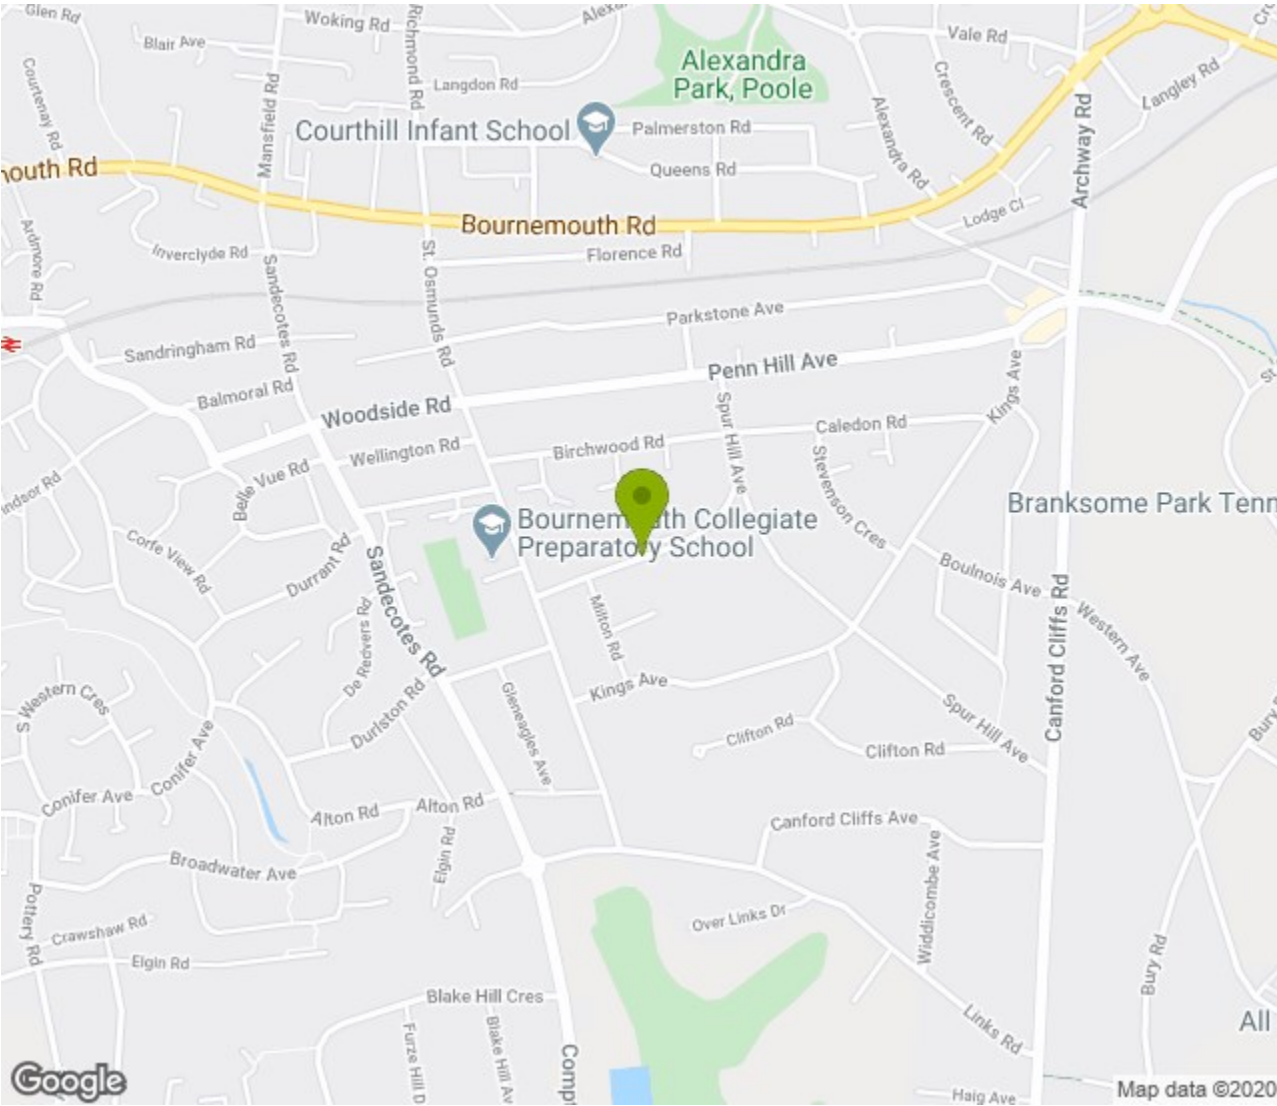 Glen Rd
Woking Rd
Richmond Rd
Blair Ave
Langdon Rd
Alexandra
Park, Poole
Vale Rd
Crescent Rd
Langley Rd
Courtenay Rd
Mansfield Rd
Courthill Infant School
Palmerston Rd
Queens Rd
Alexandra Rd
Archway Rd
mouth Rd
Bournemouth Rd
Lodge Cl
Ardmore Rd
Inverclyde Rd
Sandecotes Rd
St. Osmunds Rd
Florence Rd
Parkstone Ave
Sandringham Rd
Balmoral Rd
Woodside Rd
Penn Hill Ave
Kings Ave
Spur Hill Ave
Caledon Rd
Birchwood Rd
Wellington Rd
Belle Vue Rd
indsor Rd
Stevenson Cres
Branksome Park Tenn
Bournemouth Collegiate
Preparatory School
Corfe View Rd
Durrant Rd
Sandecotes Rd
Boulnois Ave
Western Ave
Canford Cliffs Rd
De Redvers Rd
Milton Rd
Kings Ave
S Western Cres
Conifer Ave
Durlston Rd
Gleneagles Ave
Clifton Rd
Clifton Rd
Spur Hill Ave
Conifer Ave
Alton Rd
Alton Rd
Elgin Rd
Canford Cliffs Ave
Widdicombe Ave
Broadwater Ave
Pottery Rd
Crawshaw Rd
Elgin Rd
Over Links Dr
Bury Rd
Blake Hill Cres
Furze Hill D
Blake Hill Av
Links Rd
All
Haig Ave
Google
Map data ©2020